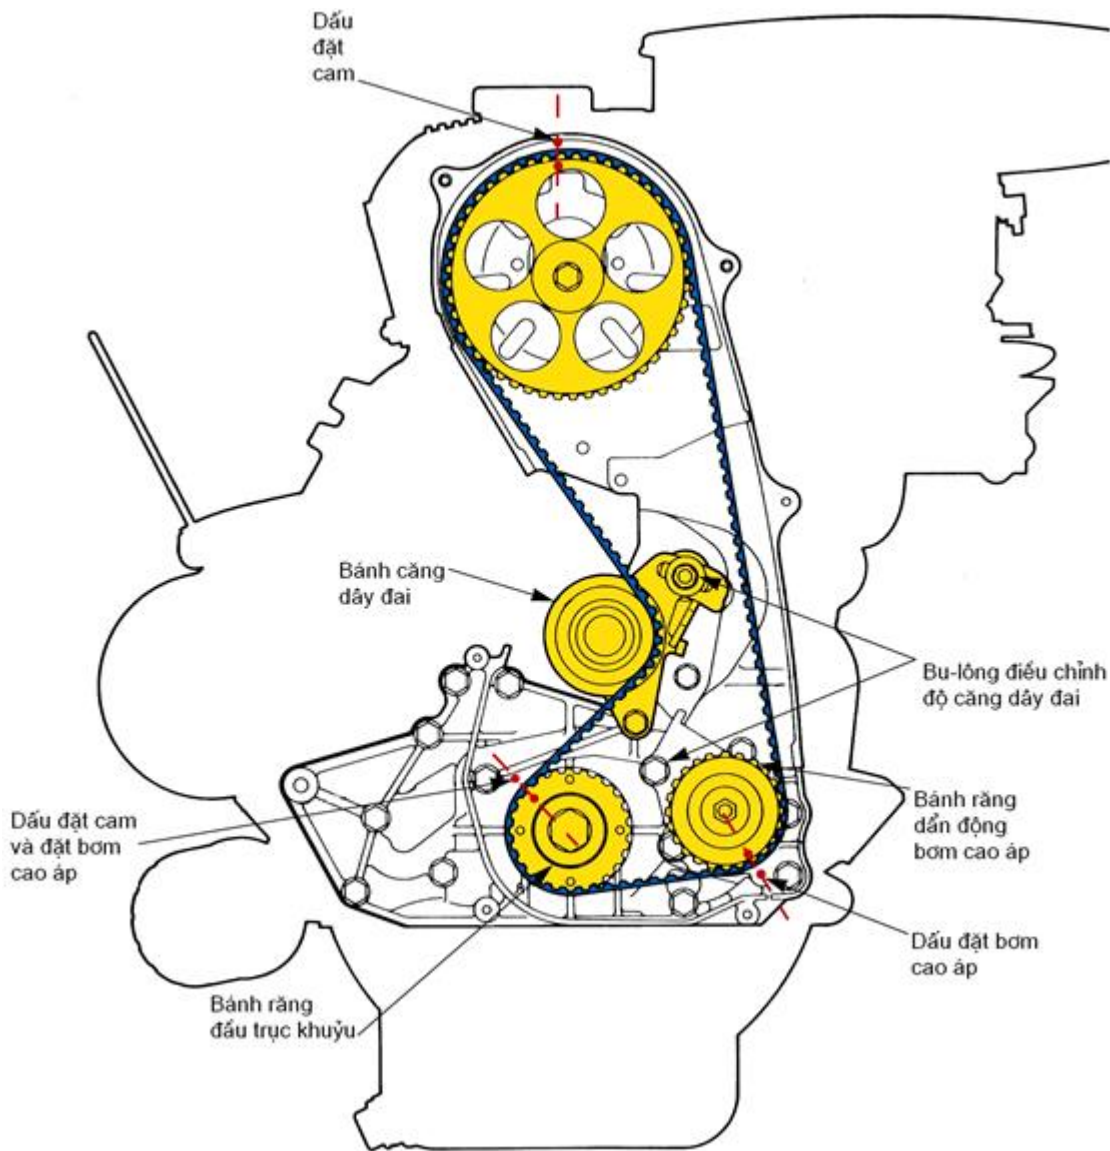 Dấu
đặt
cam
Bánh căng
dây đai
Bu-lông điều chỉnh
độ căng dây đai
Bánh răng
dẩn động
bơm cao áp
Dấu đặt cam
và đặt bơm
cao áp
Dấu đặt bơm
cao áp
Bánh răng
đầu trục khuỷu